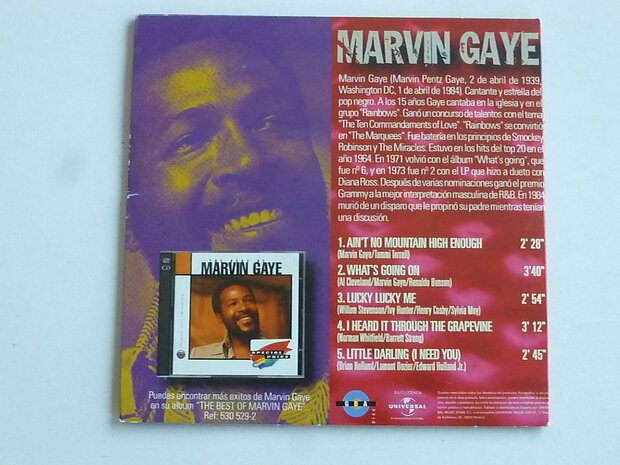 MARVIN GAYE
Marvin Gaye (Marvin Pentz Gaye, 2 de abril de 1939,
Washington DC, 1 de abril de 1984). Cantante y estrella del
pop negro. A los 15 años Gaye cantaba en la iglesia y en el
grupo "Rainbows". Ganó un concurso de talentos con el tema
"The Ten Commandaments of Love". "Rainbows" se convirtió
en "The Marquees". Fue batería en los principios de Smockey
Robinson y The Miracles. Estuvo en los hits del top 20 en el
año 1964. En 1971 volvió con el álbum "What's going", que
fue nº 6, y en 1973 fue nº 2 con el LP que hizo a dueto con
Diana Ross. Después de varias nominaciones ganó el premio
Grammy a la mejor interpretación masculina de R&B. En 1984
murió de un disparo que le propinó su padre mientras tenían
una discusión.
1. AIN'T NO MOUNTAIN HIGH ENOUGH 2' 28"
(Marvin Gaye/Tammi Terrell)
2. WHAT'S GOING ON 3'40"
(Al Cleveland/Marvin Gaye/Renaldo Benson)
3. LUCKY LUCKY ME 2' 54"
(William Stevenson/Ivy Hunter/Henry Cosby/Sylvia Moy)
4. I HEARD IT THROUGH THE GRAPEVINE 3' 12"
(Norman Whitfield/Barrett Strong)
5. LITTLE DARLING (I NEED YOU) 2' 45"
(Brian Holland/Lamont Dozier/Edward Holland Jr.)
MARVIN GAYE
SPECIAL
PRICE
Puedes encontrar más exitos de Marvin Gaye
en su album "THE BEST OF MARVIN GAYE"
Ref: 530 529-2
BAJO LICENCIA
UNIVERSAL